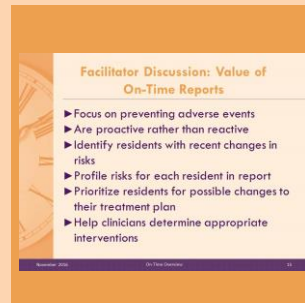 Facilitator Discussion: Value of
On-Time Reports
►Focus on preventing adverse events
►Are proactive rather than reactive
►Identify residents with recent changes in
risks
►Profile risks for each resident in report
►Prioritize residents for possible changes to
their treatment plan
►Help clinicians determine appropriate
interventions
On-Time Overview